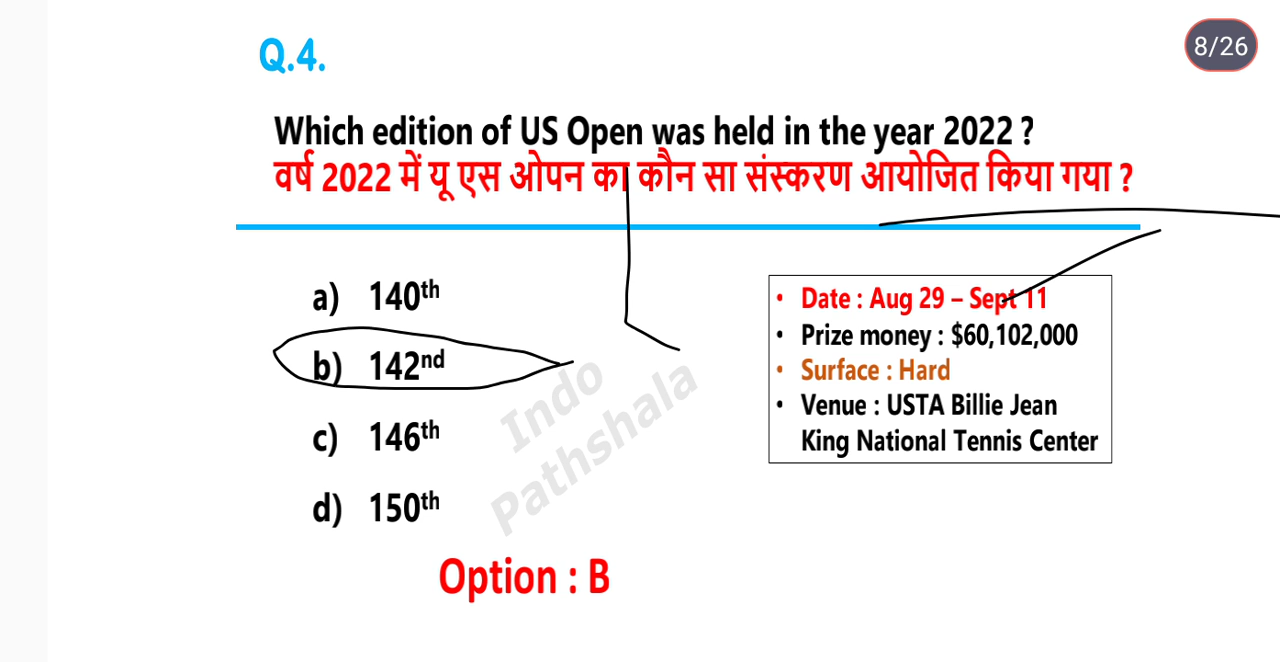 8/26
Q.4.
Which edition of US Open was held in the year 2022 ?
वर्ष 2022 में यू एस ओपन का कौन सा संस्करण आयोजित किया गया ?
a) 140th
b) 142nd
c) 146th
d) 150th
• Date : Aug 29 – Sept 11
• Prize money : $60,102,000
• Surface : Hard
• Venue : USTA Billie Jean
King National Tennis Center
Indo
Pathshala
Option : B